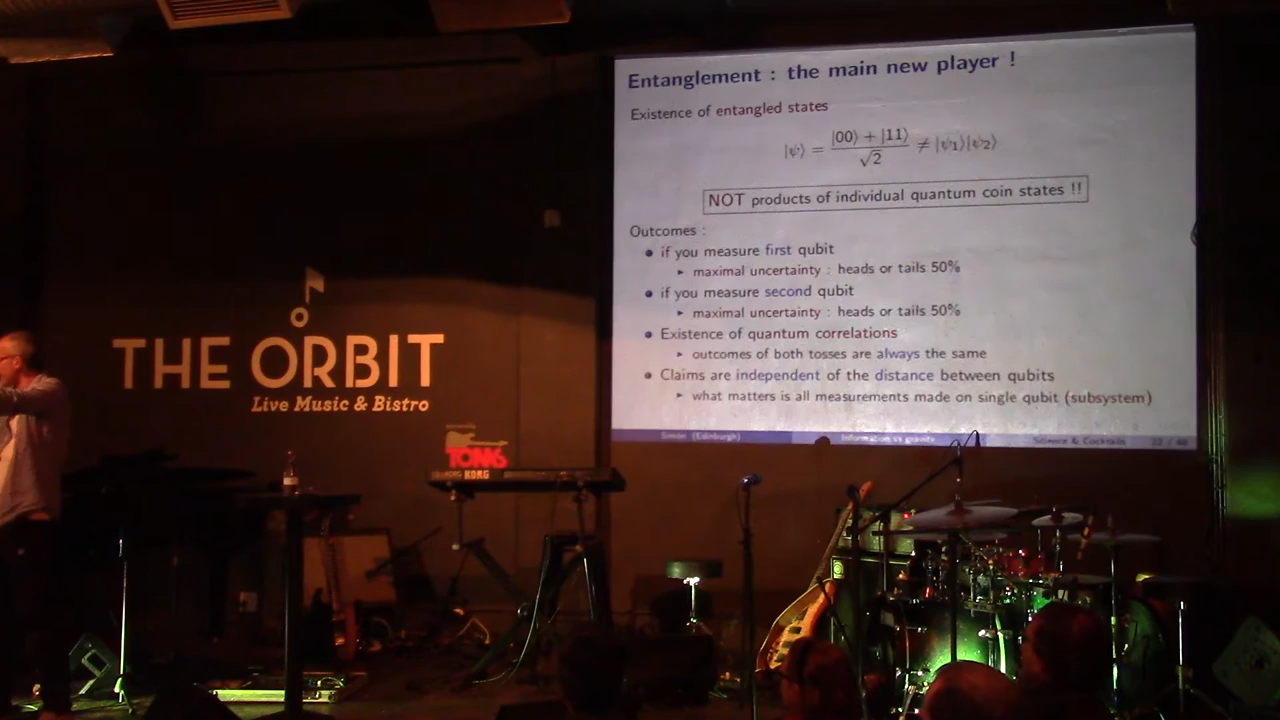 Entanglement : the main new player !
Existence of entangled states
|ψ⟩ = |00⟩ + |11⟩ / √2 ≠ |ψ₁⟩|ψ₂⟩
NOT products of individual quantum coin states !!
Outcomes :
if you measure first qubit
maximal uncertainty : heads or tails 50%
if you measure second qubit
maximal uncertainty : heads or tails 50%
Existence of quantum correlations
outcomes of both tosses are always the same
Claims are independent of the distance between qubits
what matters is all measurements made on single qubit (subsystem)
Simón (Edinburgh) Information vs gravity Science & Cocktails
THE ORBIT
Live Music & Bistro
TOMS
KORG